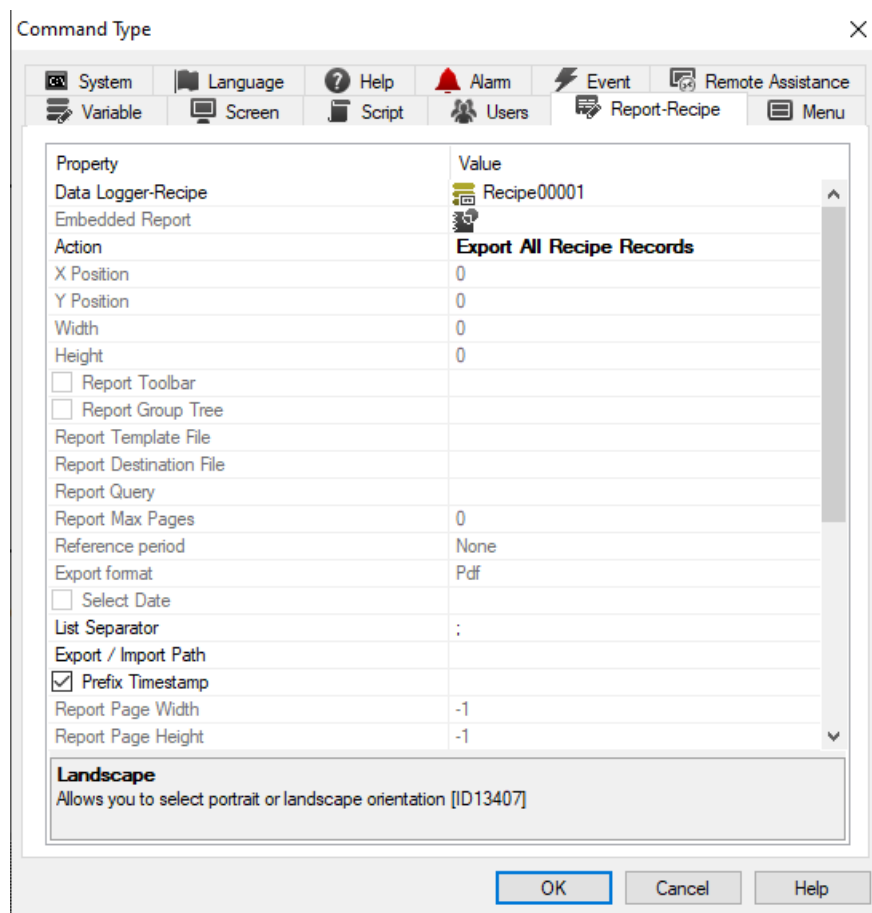 Command Type
System Language Help Alarm Event Remote Assistance
Variable Screen Script Users Report-Recipe Menu
Property Value
Data Logger-Recipe Recipe00001
Embedded Report
Action Export All Recipe Records
X Position 0
Y Position 0
Width 0
Height 0
Report Toolbar
Report Group Tree
Report Template File
Report Destination File
Report Query
Report Max Pages 0
Reference period None
Export format Pdf
Select Date
List Separator ;
Export / Import Path
Prefix Timestamp
Report Page Width -1
Report Page Height -1
Landscape
Allows you to select portrait or landscape orientation [ID13407]
OK Cancel Help